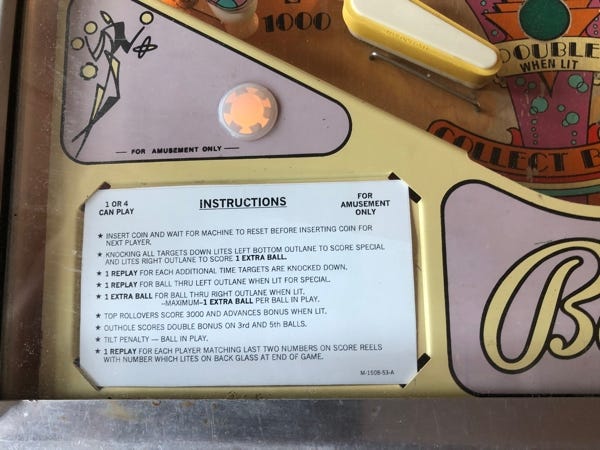 1000
DOUBLE
WHEN LIT
COLLECT B
— FOR AMUSEMENT ONLY —
1 OR 4
CAN PLAY
INSTRUCTIONS
FOR
AMUSEMENT
ONLY
★ INSERT COIN AND WAIT FOR MACHINE TO RESET BEFORE INSERTING COIN FOR
NEXT PLAYER.
★ KNOCKING ALL TARGETS DOWN LITES LEFT BOTTOM OUTLANE TO SCORE SPECIAL
AND LITES RIGHT OUTLANE TO SCORE 1 EXTRA BALL.
★ 1 REPLAY FOR EACH ADDITIONAL TIME TARGETS ARE KNOCKED DOWN.
★ 1 REPLAY FOR BALL THRU LEFT OUTLANE WHEN LIT FOR SPECIAL.
★ 1 EXTRA BALL FOR BALL THRU RIGHT OUTLANE WHEN LIT.
–MAXIMUM–1 EXTRA BALL PER BALL IN PLAY.
★ TOP ROLLOVERS SCORE 3000 AND ADVANCES BONUS WHEN LIT.
★ OUTHOLE SCORES DOUBLE BONUS ON 3rd AND 5th BALLS.
★ TILT PENALTY — BALL IN PLAY.
★ 1 REPLAY FOR EACH PLAYER MATCHING LAST TWO NUMBERS ON SCORE REELS
WITH NUMBER WHICH LITES ON BACK GLASS AT END OF GAME.
M-1508-53-A